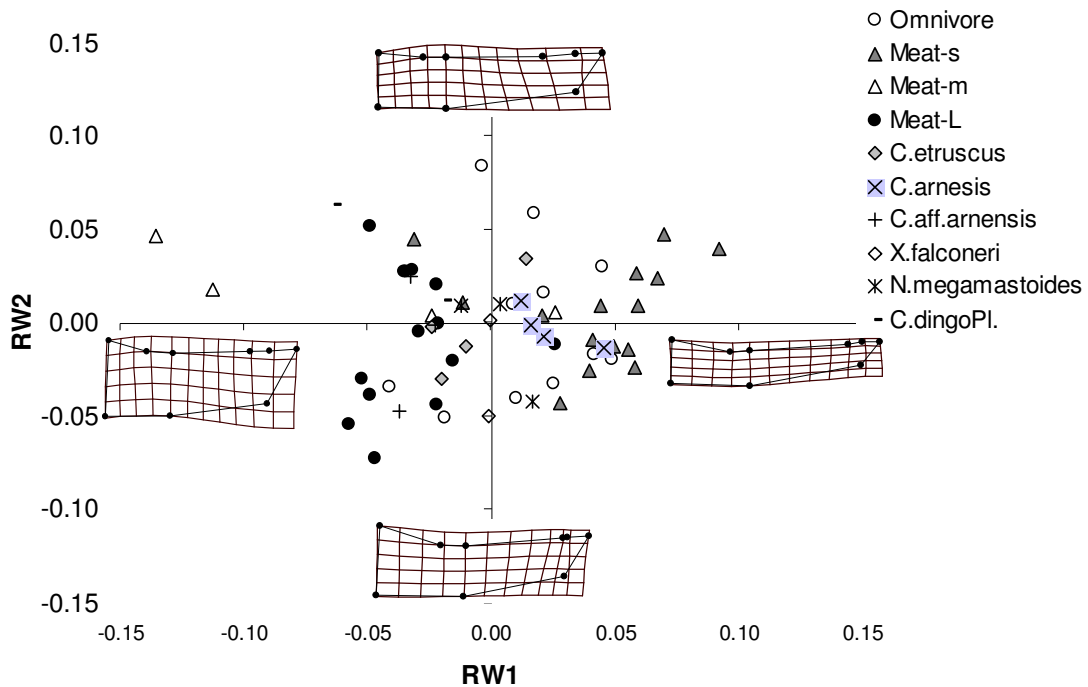 Omnivore
Meat-s
Meat-m
Meat-L
C.etruscus
C.arnesis
C.aff.arnensis
X.falconeri
N.megamastoides
C.dingoPl.
0.15
0.10
0.05
0.00
-0.05
-0.10
-0.15
RW2
-0.15 -0.10 -0.05 0.00 0.05 0.10 0.15
RW1